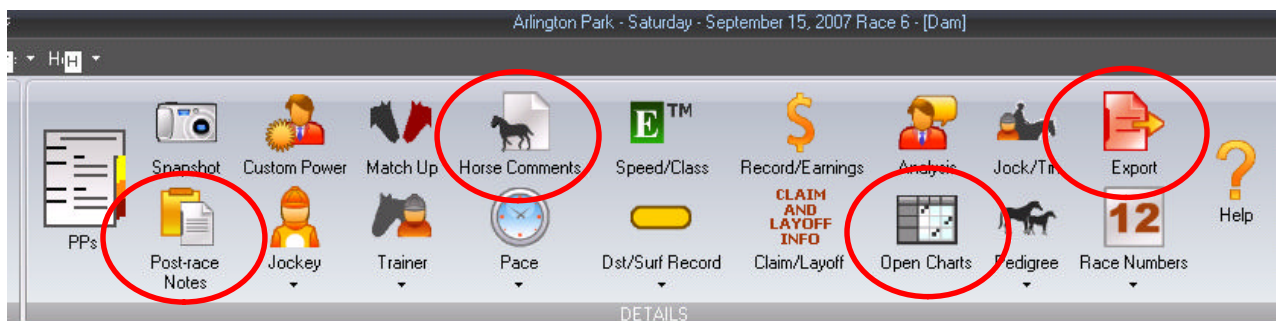 Arlington Park - Saturday - September 15, 2007 Race 6 - [Dam]
H
Snapshot Custom Power Match Up Horse Comments Speed/Class Record/Earnings Analysis Jock/Trn Export
E™
$
PPs
Help
Post-race Notes Jockey Trainer Pace Dst/Surf Record Claim/Layoff Open Charts Pedigree Race Numbers
CLAIM
AND
LAYOFF
INFO
12
DETAILS